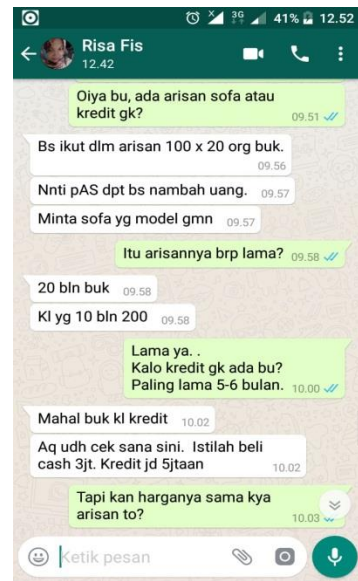 3G 41% 12.52
Risa Fis
12.42
Oiya bu, ada arisan sofa atau
kredit gk?
09.51
Bs ikut dlm arisan 100 x 20 org buk.
09.56
Nnti pAS dpt bs nambah uang. 09.57
Minta sofa yg model gmn 09.57
Itu arisannya brp lama? 09.58
20 bln buk 09.58
Kl yg 10 bln 200 09.58
Lama ya. .
Kalo kredit gk ada bu?
Paling lama 5-6 bulan. 10.00
Mahal buk kl kredit 10.02
Aq udh cek sana sini. Istilah beli
cash 3jt. Kredit jd 5jtaan
10.02
Tapi kan harganya sama kya
arisan to?
10.03
Ketik pesan